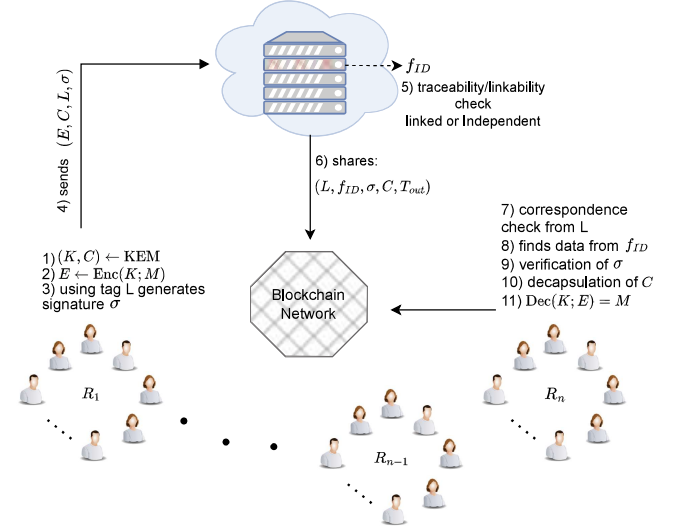 f_{ID}
5) traceability/linkability
check
linked or Independent
4) sends (E, C, L, σ)
6) shares:
(L, f_{ID}, σ, C, T_{out})
1) (K, C) ← KEM
2) E ← Enc(K; M)
3) using tag L generates
signature σ
Blockchain
Network
7) correspondence
check from L
8) finds data from f_{ID}
9) verification of σ
10) decapsulation of C
11) Dec(K; E) = M
R_1
R_{n-1}
R_n